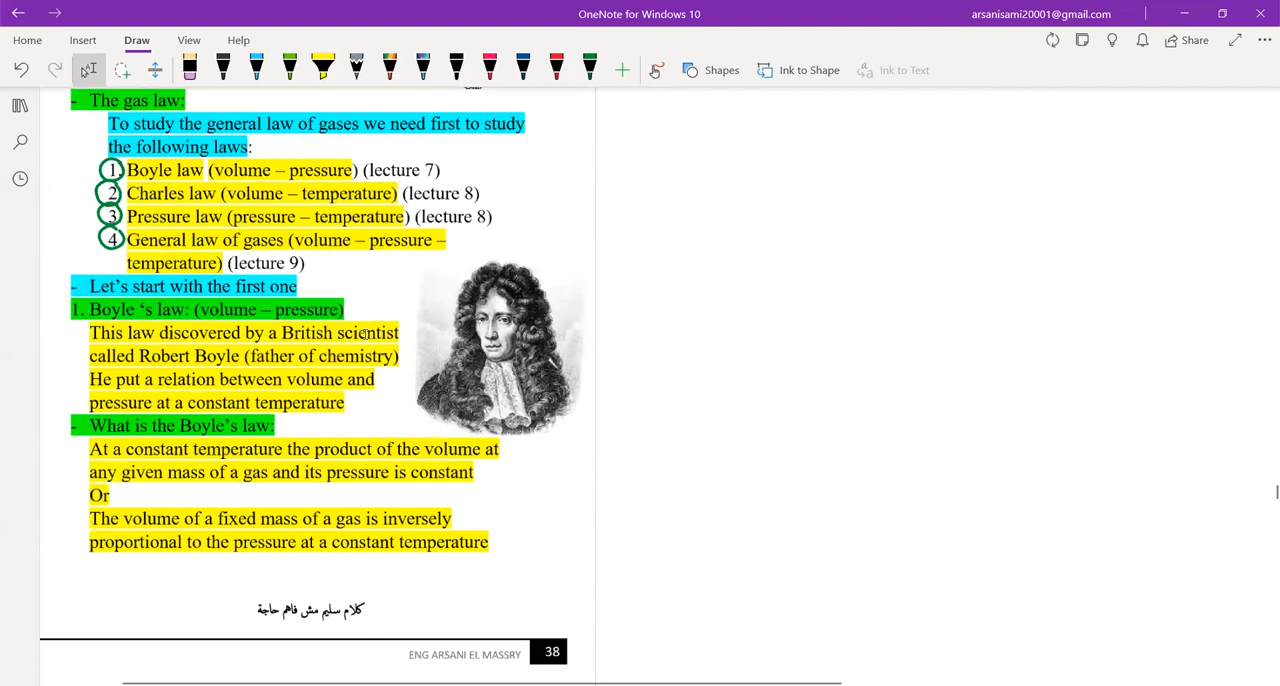 OneNote for Windows 10
arsanisami20001@gmail.com
Home Insert Draw View Help
Share
Shapes
Ink to Shape
Ink to Text
- The gas law:
To study the general law of gases we need first to study
the following laws:
1. Boyle law (volume – pressure) (lecture 7)
2. Charles law (volume – temperature) (lecture 8)
3. Pressure law (pressure – temperature) (lecture 8)
4. General law of gases (volume – pressure –
temperature) (lecture 9)
- Let’s start with the first one
1. Boyle ‘s law: (volume – pressure)
This law discovered by a British scientist
called Robert Boyle (father of chemistry)
He put a relation between volume and
pressure at a constant temperature
- What is the Boyle’s law:
At a constant temperature the product of the volume at
any given mass of a gas and its pressure is constant
Or
The volume of a fixed mass of a gas is inversely
proportional to the pressure at a constant temperature
كلام سليم مش فاهم حاجة
ENG ARSANI EL MASSRY 38